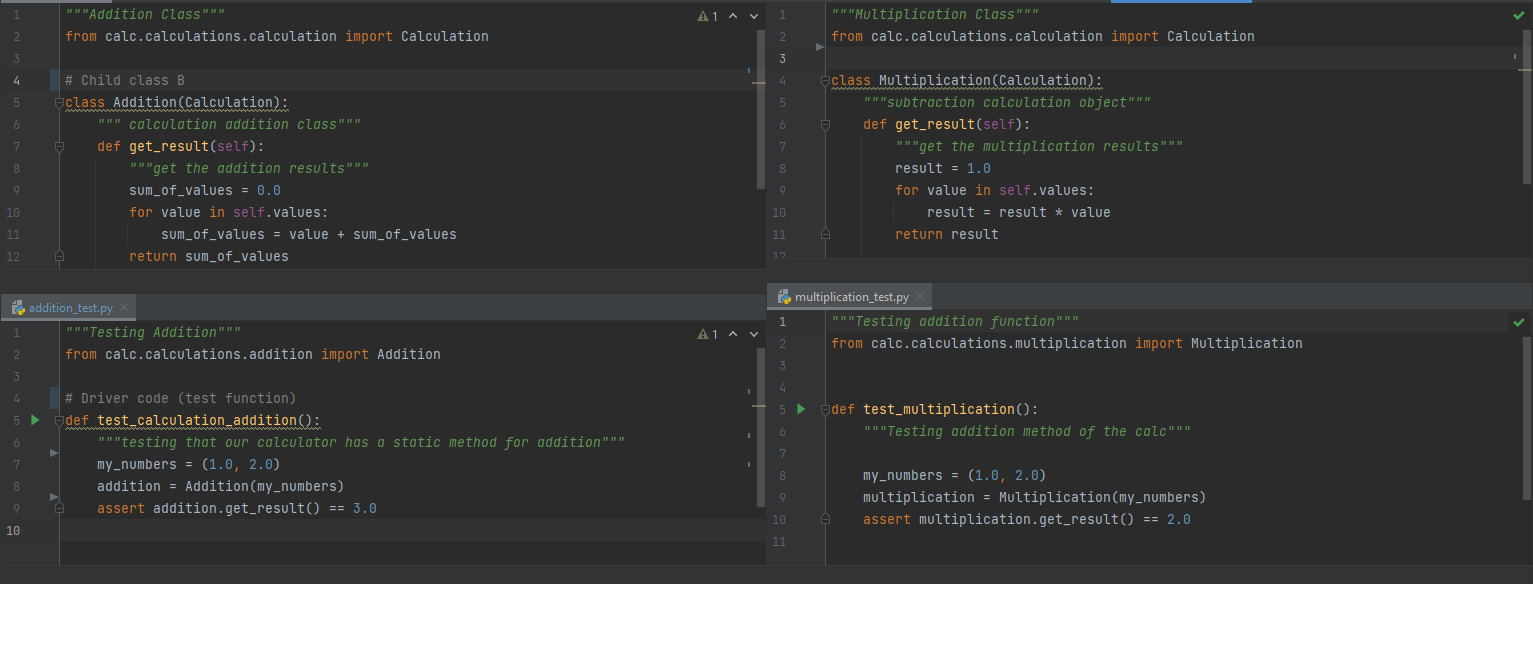 1 """Addition Class""" 1
2 from calc.calculations.calculation import Calculation
3
4 # Child class B
5 class Addition(Calculation):
6 """ calculation addition class"""
7 def get_result(self):
8 """get the addition results"""
9 sum_of_values = 0.0
10 for value in self.values:
11 sum_of_values = value + sum_of_values
12 return sum_of_values
addition_test.py
1 """Testing Addition""" 1
2 from calc.calculations.addition import Addition
3
4 # Driver code (test function)
5 def test_calculation_addition():
6 """testing that our calculator has a static method for addition"""
7 my_numbers = (1.0, 2.0)
8 addition = Addition(my_numbers)
9 assert addition.get_result() == 3.0
10
1 """Multiplication Class"""
2 from calc.calculations.calculation import Calculation
3
4 class Multiplication(Calculation):
5 """subtraction calculation object"""
6 def get_result(self):
7 """get the multiplication results"""
8 result = 1.0
9 for value in self.values:
10 result = result * value
11 return result
12
multiplication_test.py
1 """Testing addition function"""
2 from calc.calculations.multiplication import Multiplication
3
4
5 def test_multiplication():
6 """Testing addition method of the calc"""
7
8 my_numbers = (1.0, 2.0)
9 multiplication = Multiplication(my_numbers)
10 assert multiplication.get_result() == 2.0
11